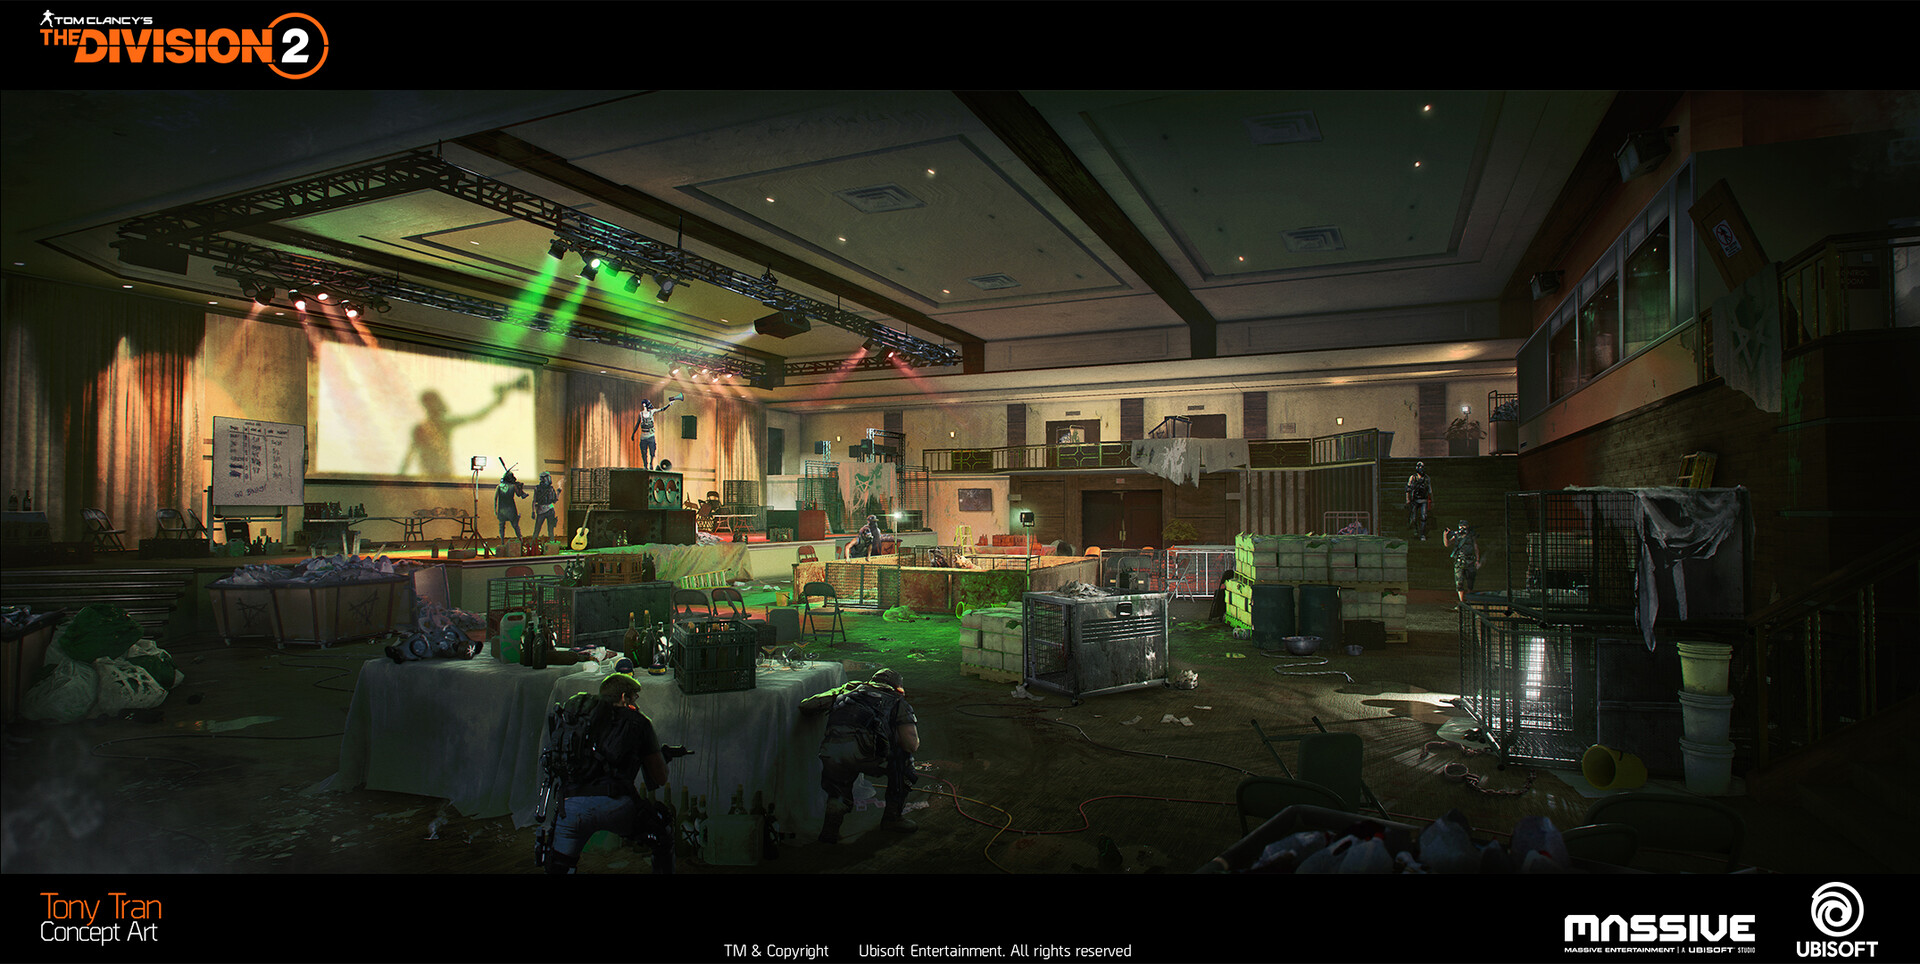 TOM CLANCY'S
THE DIVISION 2
Tony Tran
Concept Art
TM & Copyright Ubisoft Entertainment. All rights reserved
MASSIVE
MASSIVE ENTERTAINMENT | A UBISOFT STUDIO
UBISOFT